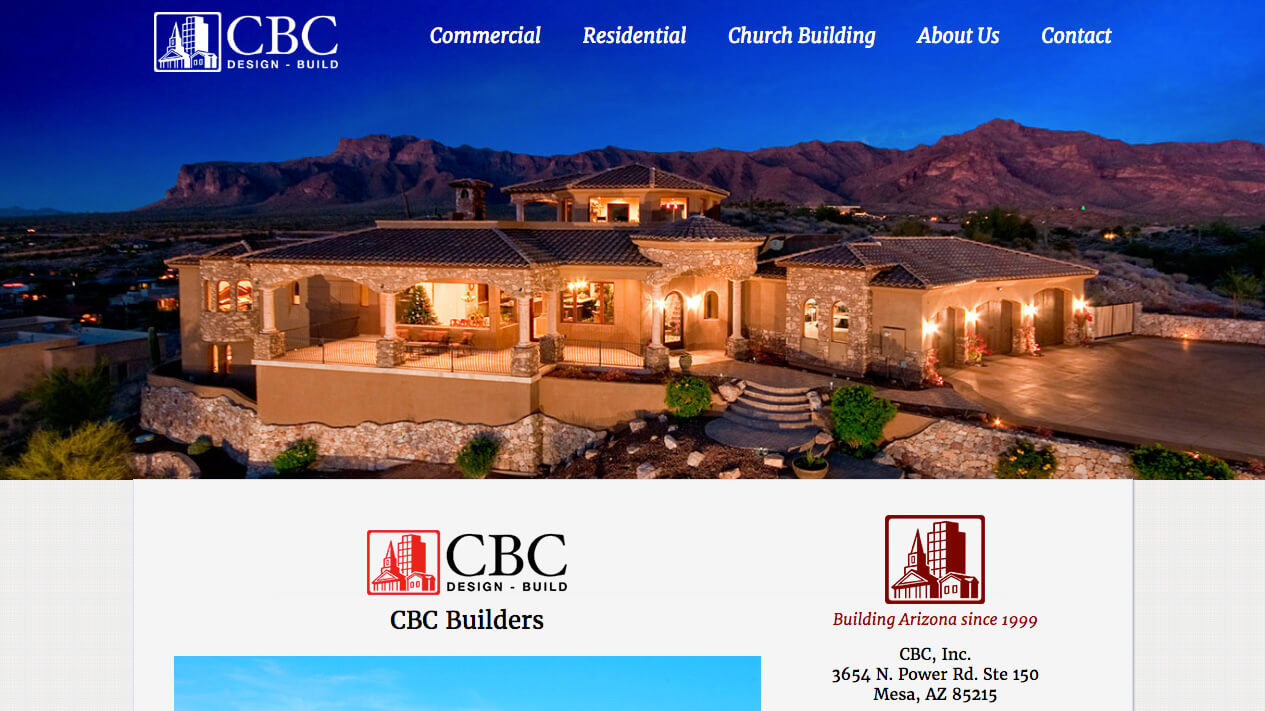 CBC
DESIGN - BUILD
Commercial
Residential
Church Building
About Us
Contact
CBC
DESIGN - BUILD
CBC Builders
Building Arizona since 1999
CBC, Inc.
3654 N. Power Rd. Ste 150
Mesa, AZ 85215